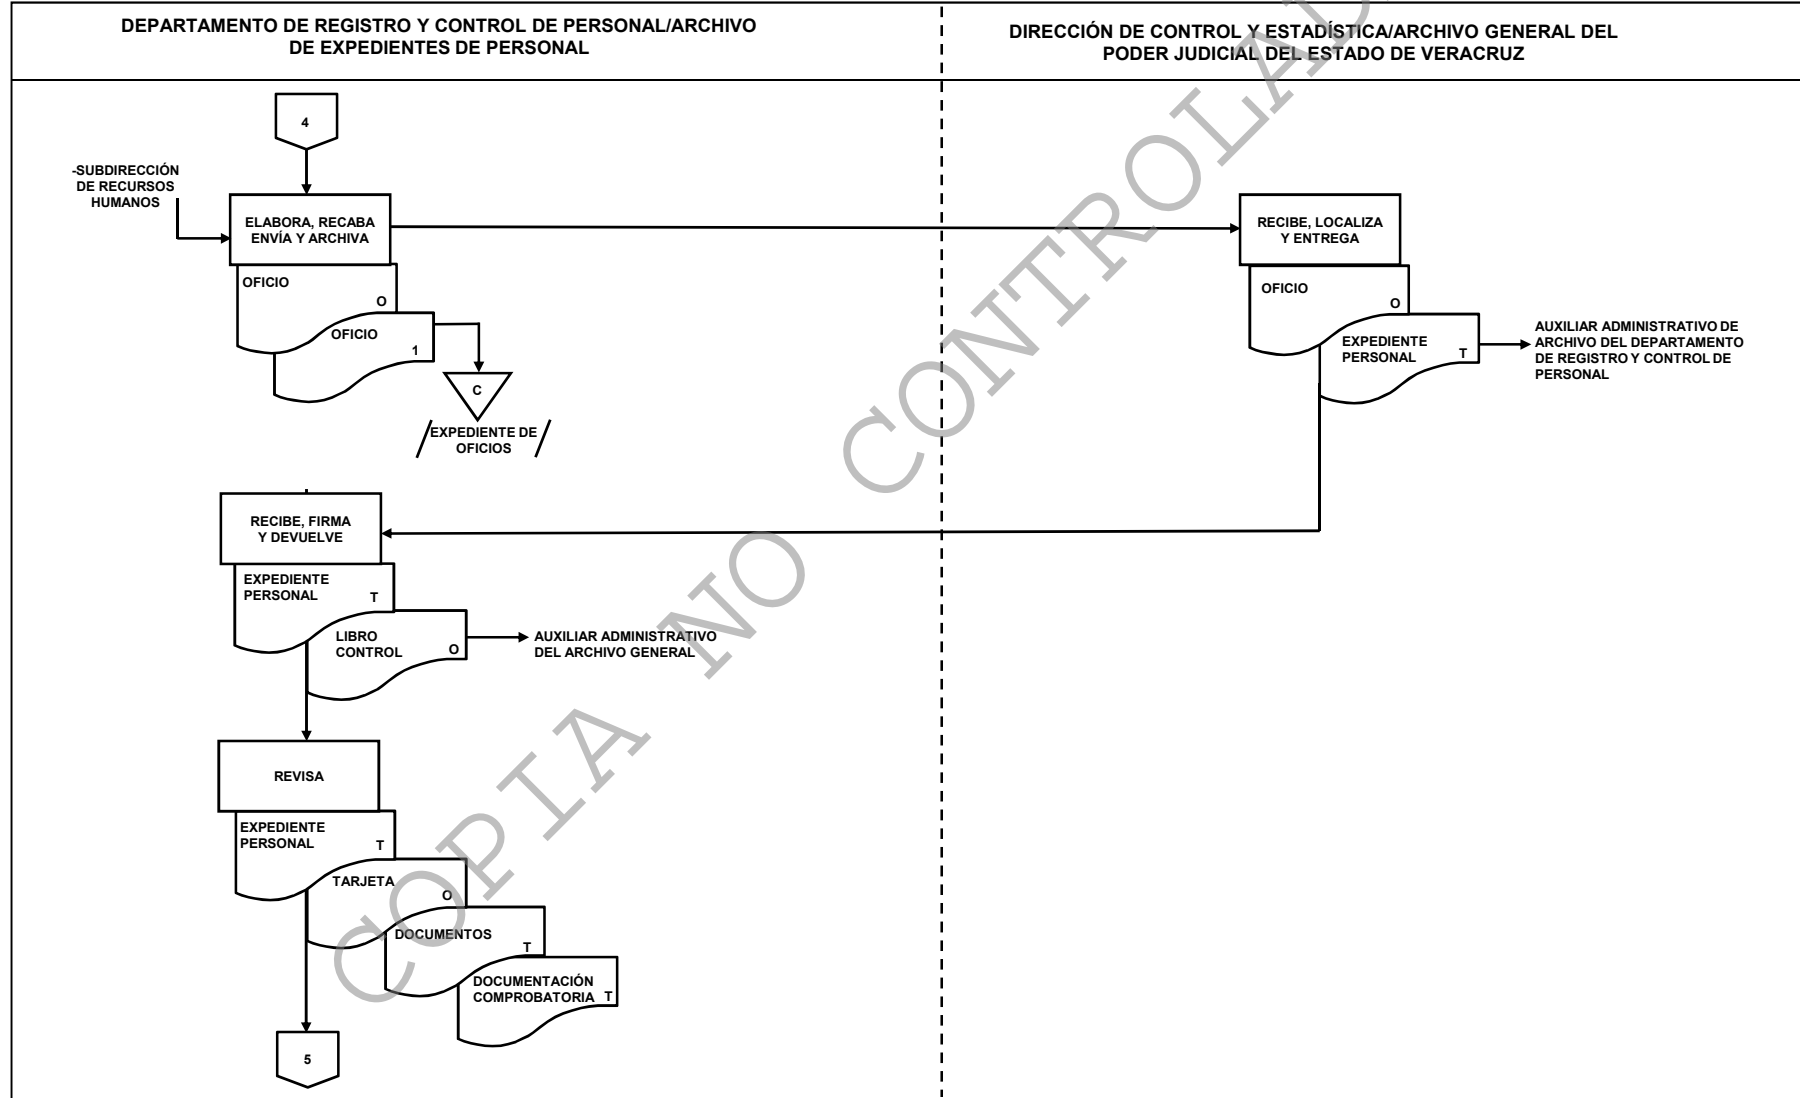 DEPARTAMENTO DE REGISTRO Y CONTROL DE PERSONAL/ARCHIVO
DE EXPEDIENTES DE PERSONAL
DIRECCIÓN DE CONTROL Y ESTADÍSTICA/ARCHIVO GENERAL DEL
PODER JUDICIAL DEL ESTADO DE VERACRUZ
4
-SUBDIRECCIÓN
DE RECURSOS
HUMANOS
ELABORA, RECABA
ENVÍA Y ARCHIVA
OFICIO
O
OFICIO
1
C
EXPEDIENTE DE
OFICIOS
RECIBE, LOCALIZA
Y ENTREGA
OFICIO
O
EXPEDIENTE
PERSONAL
T
AUXILIAR ADMINISTRATIVO DE
ARCHIVO DEL DEPARTAMENTO
DE REGISTRO Y CONTROL DE
PERSONAL
RECIBE, FIRMA
Y DEVUELVE
EXPEDIENTE
PERSONAL
T
LIBRO
CONTROL
O
AUXILIAR ADMINISTRATIVO
DEL ARCHIVO GENERAL
REVISA
EXPEDIENTE
PERSONAL
T
TARJETA
O
DOCUMENTOS
T
DOCUMENTACIÓN
COMPROBATORIA
T
5
COPIA NO CONTROLAD